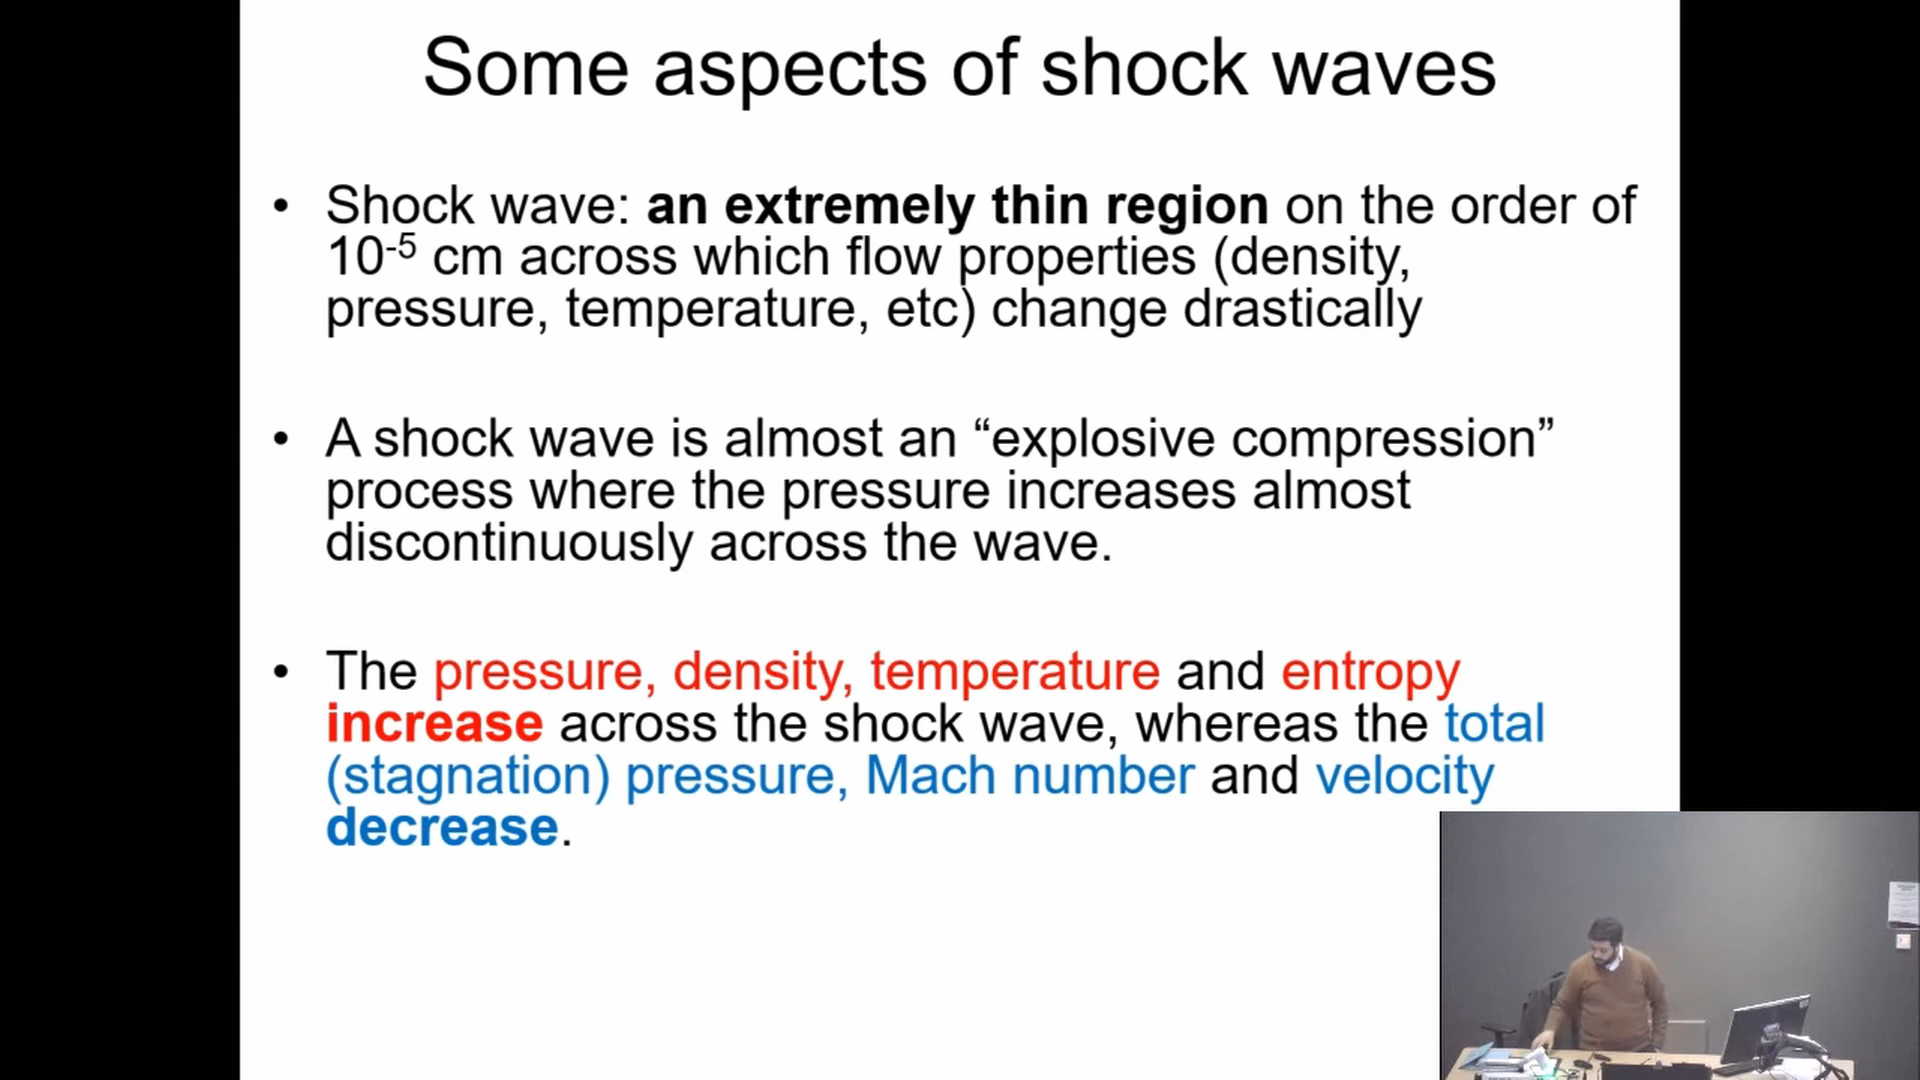 Some aspects of shock waves
• Shock wave: an extremely thin region on the order of
10-5 cm across which flow properties (density,
pressure, temperature, etc) change drastically
• A shock wave is almost an “explosive compression”
process where the pressure increases almost
discontinuously across the wave.
• The pressure, density, temperature and entropy
increase across the shock wave, whereas the total
(stagnation) pressure, Mach number and velocity
decrease.